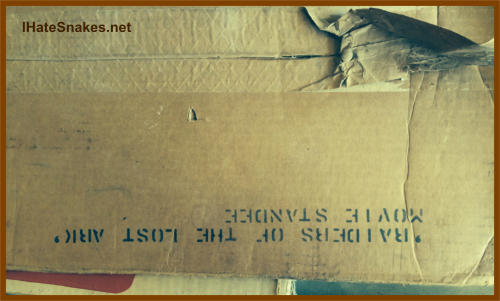 IHateSnakes.net
'RAIDERS OF THE LOST ARK'
MOVIE STANDEE